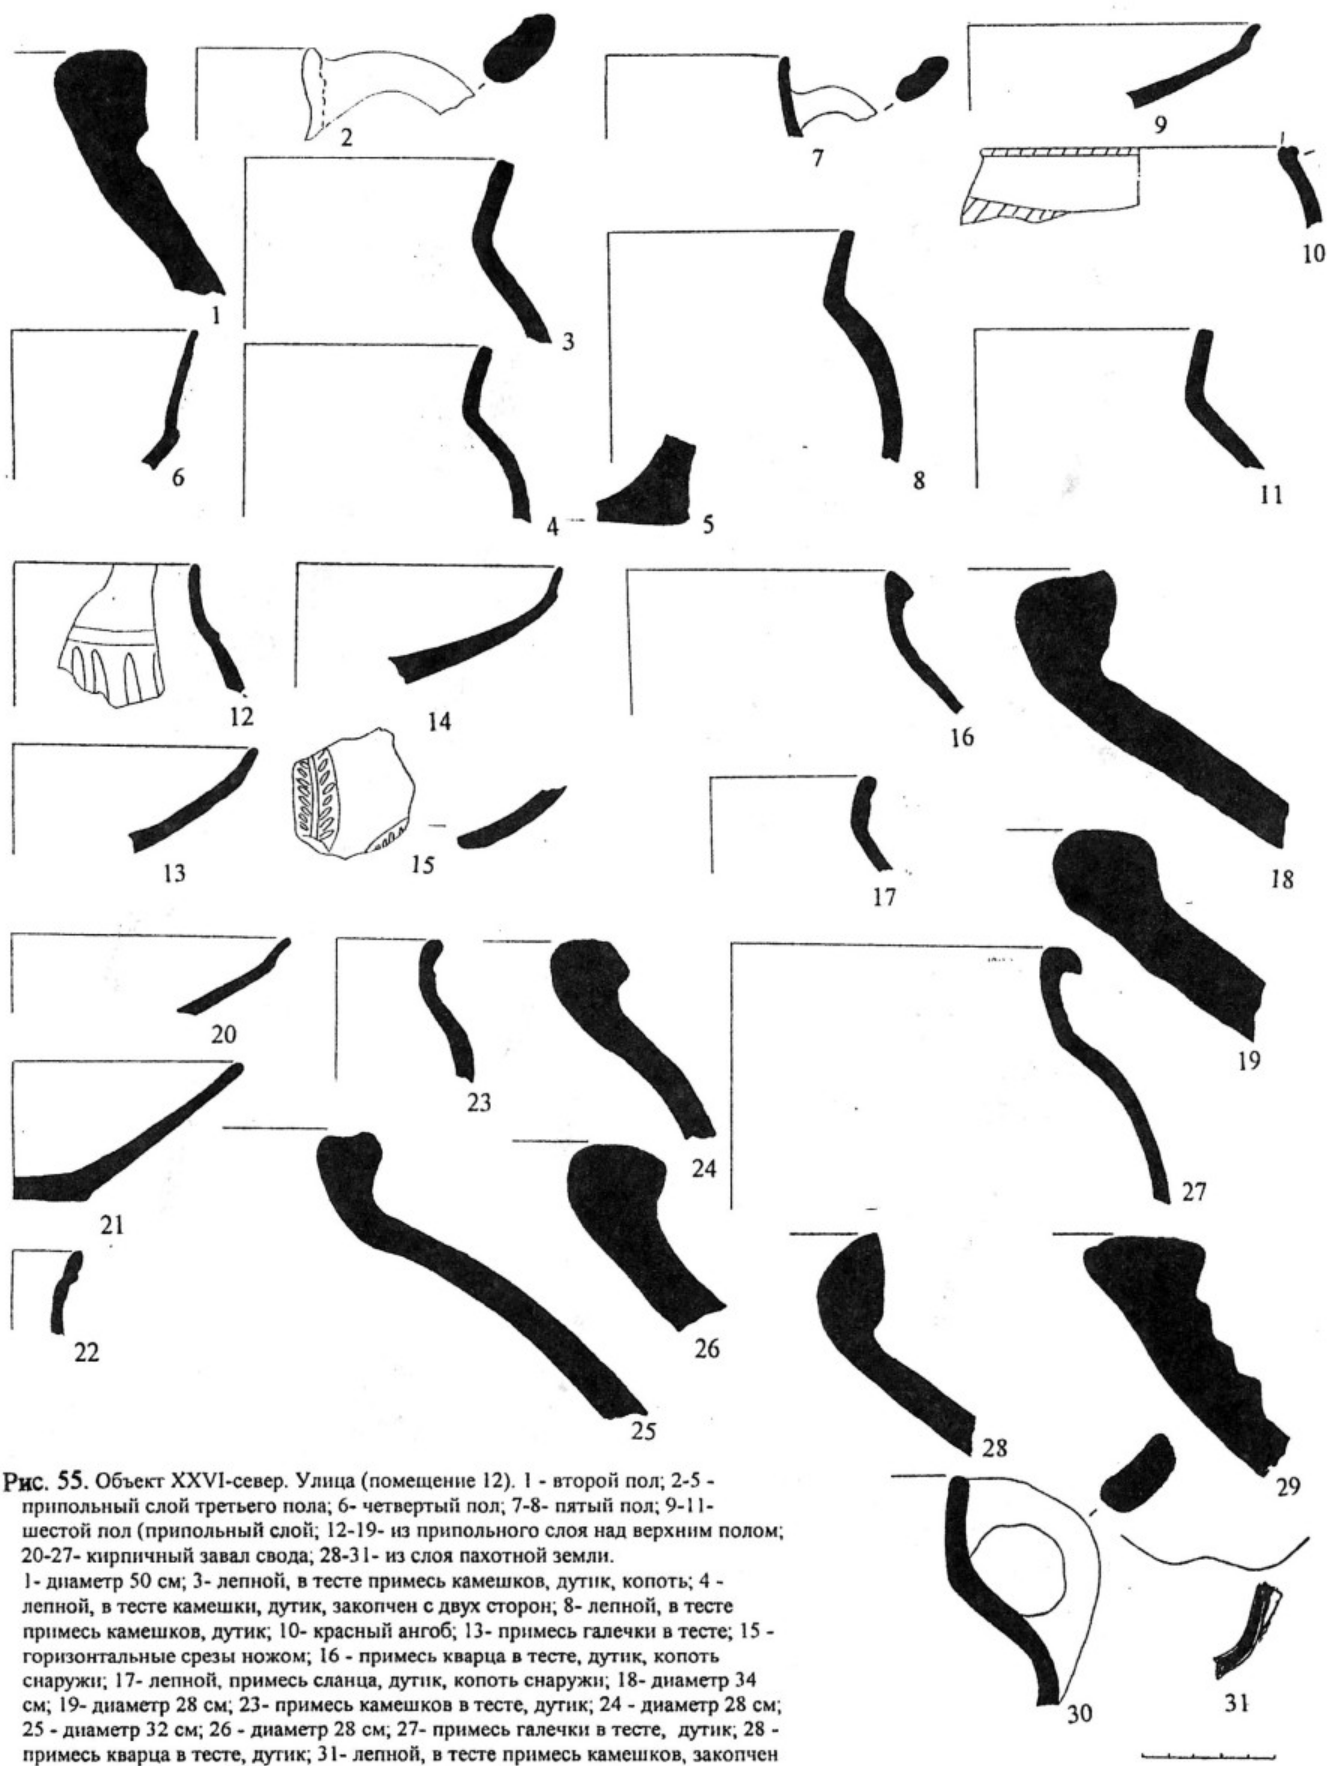 1
2
7
9
10
3
6
4
5
8
11
12
14
16
18
13
15
17
19
20
23
24
27
21
22
25
26
28
29
30
31
Рис. 55. Объект XXVI-север. Улица (помещение 12). 1 - второй пол; 2-5 -
припольный слой третьего пола; 6- четвертый пол; 7-8- пятый пол; 9-11-
шестой пол (припольный слой; 12-19- из припольного слоя над верхним полом;
20-27- кирпичный завал свода; 28-31- из слоя пахотной земли.
1- диаметр 50 см; 3- лепной, в тесте примесь камешков, дутик, копоть; 4 -
лепной, в тесте камешки, дутик, закопчен с двух сторон; 8- лепной, в тесте
примесь камешков, дутик; 10- красный ангоб; 13- примесь галечки в тесте; 15 -
горизонтальные срезы ножом; 16 - примесь кварца в тесте, дутик, копоть
снаружи; 17- лепной, примесь сланца, дутик, копоть снаружи; 18- диаметр 34
см; 19- диаметр 28 см; 23- примесь камешков в тесте, дутик; 24 - диаметр 28 см;
25 - диаметр 32 см; 26 - диаметр 28 см; 27- примесь галечки в тесте, дутик; 28 -
примесь кварца в тесте, дутик; 31- лепной, в тесте примесь камешков, закопчен